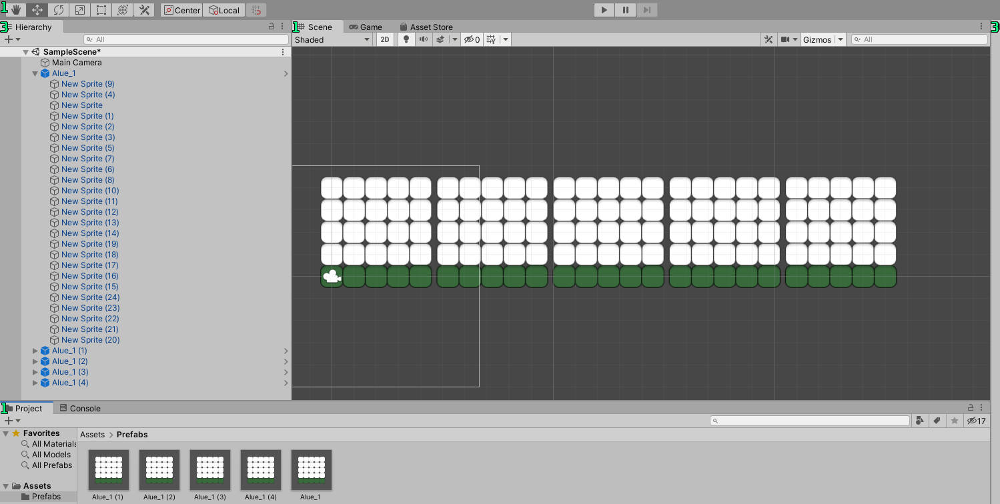 1
Center Local
3 Hierarchy
All
SampleScene*
Main Camera
Alue_1
New Sprite (9)
New Sprite (4)
New Sprite
New Sprite (1)
New Sprite (2)
New Sprite (3)
New Sprite (5)
New Sprite (7)
New Sprite (6)
New Sprite (8)
New Sprite (10)
New Sprite (11)
New Sprite (12)
New Sprite (13)
New Sprite (14)
New Sprite (19)
New Sprite (18)
New Sprite (17)
New Sprite (16)
New Sprite (15)
New Sprite (24)
New Sprite (23)
New Sprite (22)
New Sprite (21)
New Sprite (20)
Alue_1 (1)
Alue_1 (2)
Alue_1 (3)
Alue_1 (4)
1 Scene Game Asset Store
3
Shaded 2D 0 Gizmos All
1 Project Console
17
Favorites
All Materials
All Models
All Prefabs
Assets
Prefabs
Assets > Prefabs
Alue_1 (1) Alue_1 (2) Alue_1 (3) Alue_1 (4) Alue_1